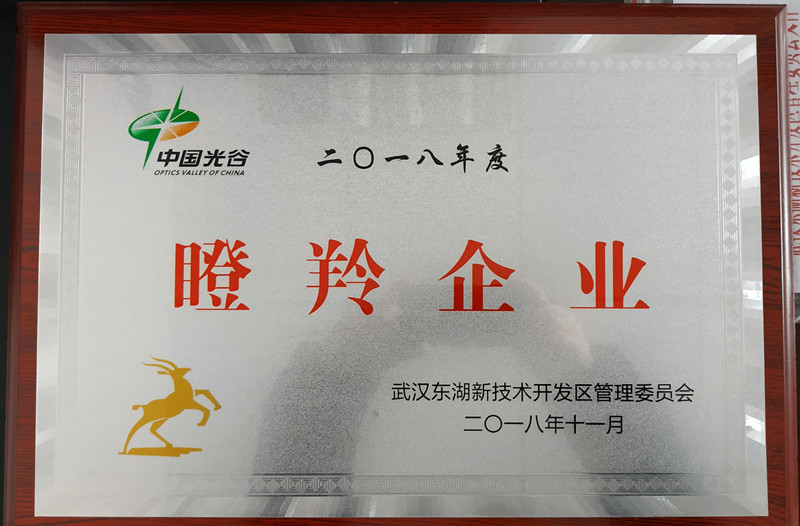 中国光谷
OPTICS VALLEY OF CHINA
二〇一八年度
瞪羚企业
武汉东湖新技术开发区管理委员会
二〇一八年十一月